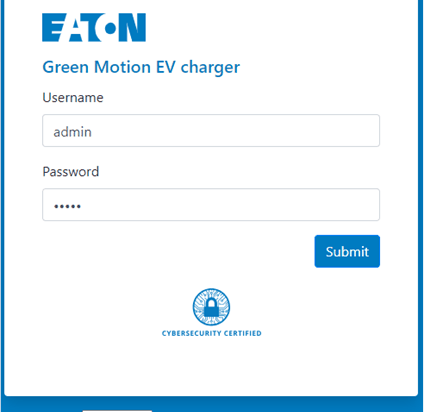 EATON
Green Motion EV charger
Username
admin
Password
•••••
Submit
CYBERSECURITY CERTIFIED